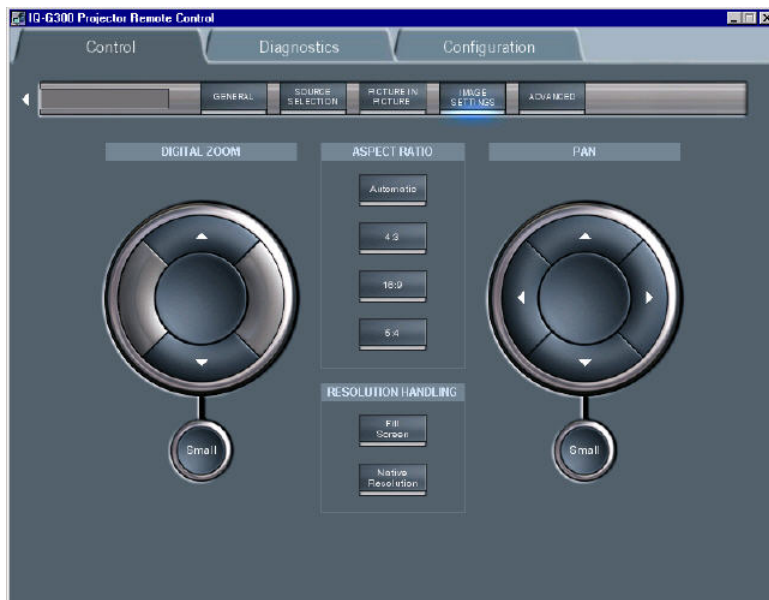 IQ-G300 Projector Remote Control
Control
Diagnostics
Configuration
GENERAL
SOURCE
SELECTION
PICTURE IN
PICTURE
IMAGE
SETTINGS
ADVANCED
DIGITAL ZOOM
ASPECT RATIO
PAN
Automatic
4:3
16:9
5:4
RESOLUTION HANDLING
Fill
Screen
Native
Resolution
Small
Small